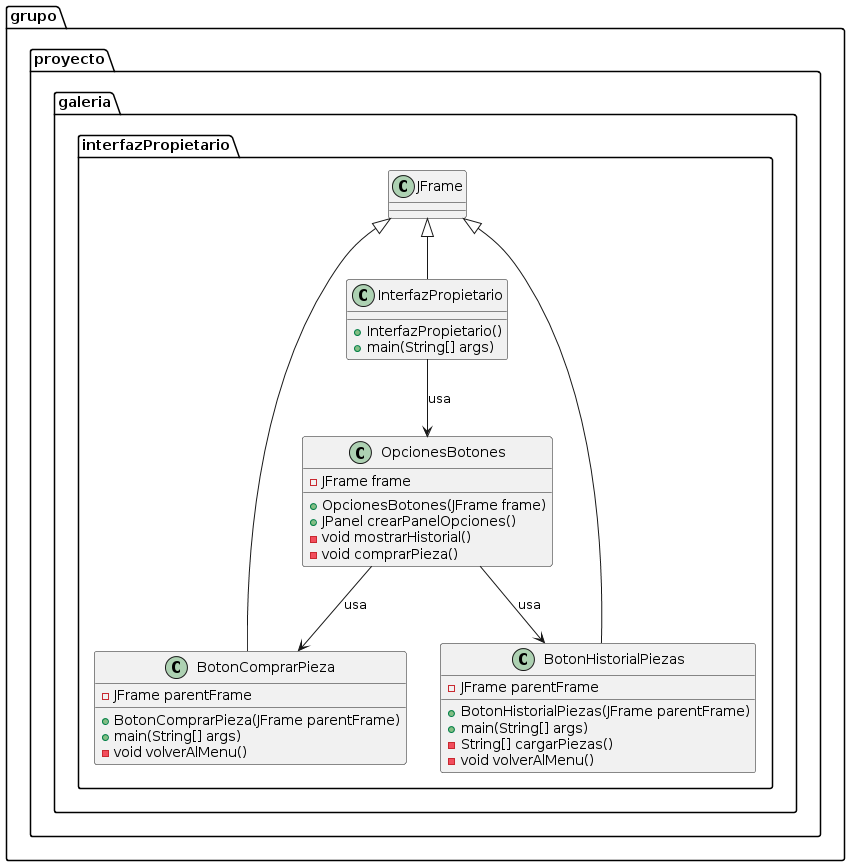 grupo
proyecto
galeria
interfazPropietario
C JFrame
C InterfazPropietario
InterfazPropietario()
main(String[] args)
usa
C OpcionesBotones
JFrame frame
OpcionesBotones(JFrame frame)
JPanel crearPanelOpciones()
void mostrarHistorial()
void comprarPieza()
usa
usa
C BotonComprarPieza
JFrame parentFrame
BotonComprarPieza(JFrame parentFrame)
main(String[] args)
void volverAlMenu()
C BotonHistorialPiezas
JFrame parentFrame
BotonHistorialPiezas(JFrame parentFrame)
main(String[] args)
String[] cargarPiezas()
void volverAlMenu()